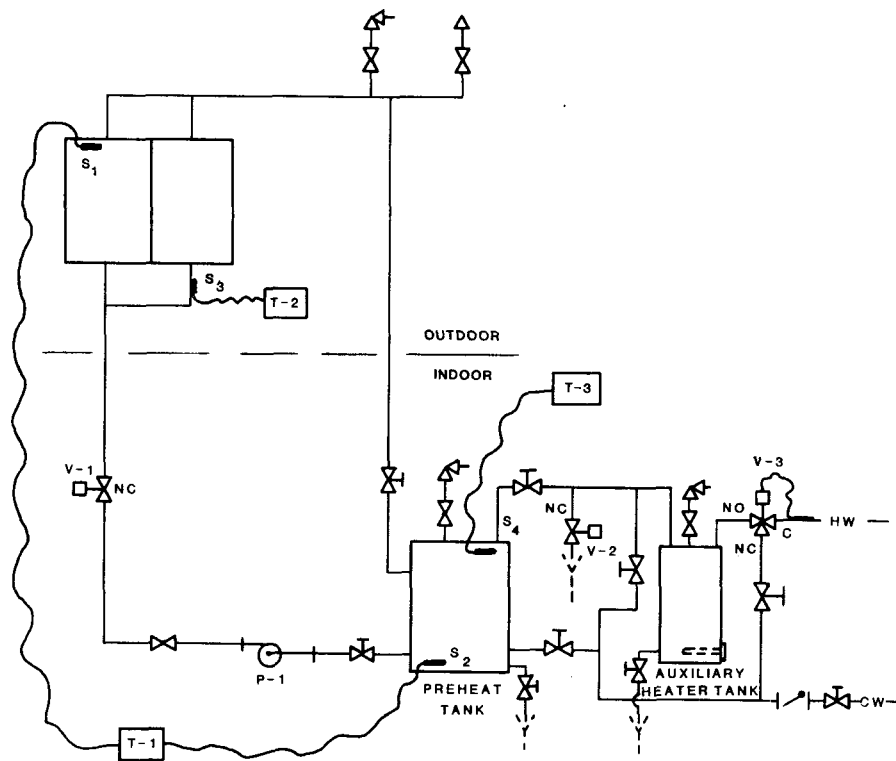 S1
S3
T-2
OUTDOOR
INDOOR
T-3
V-1
NC
V-3
NO
NC
S4
NC
C
HW
V-2
S2
P-1
PREHEAT
TANK
AUXILIARY
HEATER TANK
CW
T-1